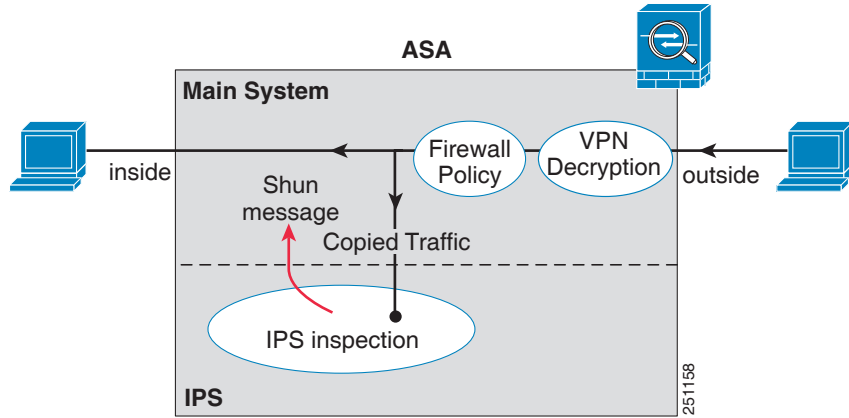 ASA
Main System
inside
Firewall
Policy
VPN
Decryption
outside
Shun
message
Copied Traffic
IPS inspection
IPS
251158